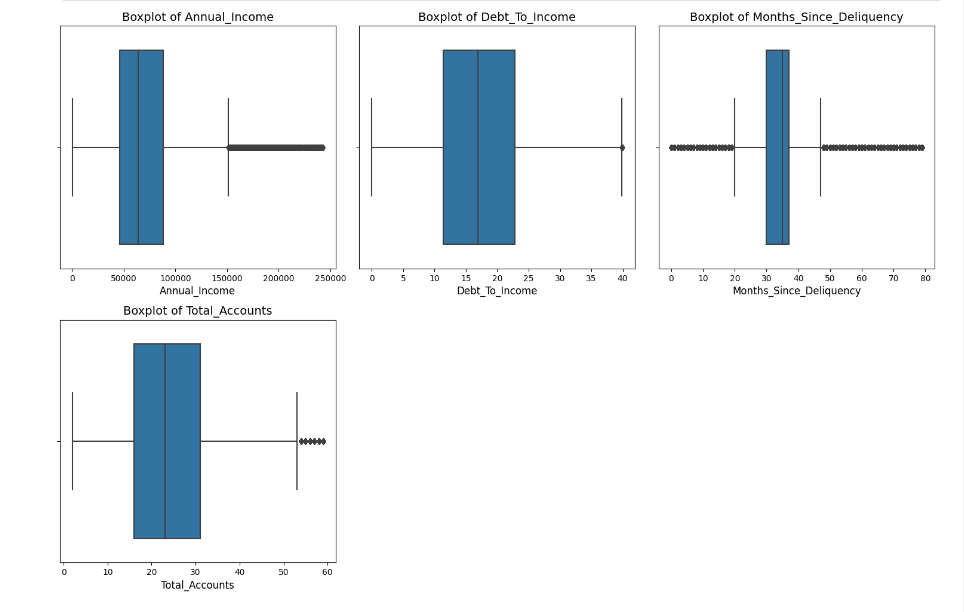 Boxplot of Annual_Income
0 50000 100000 150000 200000 250000
Annual_Income
Boxplot of Debt_To_Income
0 5 10 15 20 25 30 35 40
Debt_To_Income
Boxplot of Months_Since_Deliquency
0 10 20 30 40 50 60 70 80
Months_Since_Deliquency
Boxplot of Total_Accounts
0 10 20 30 40 50 60
Total_Accounts